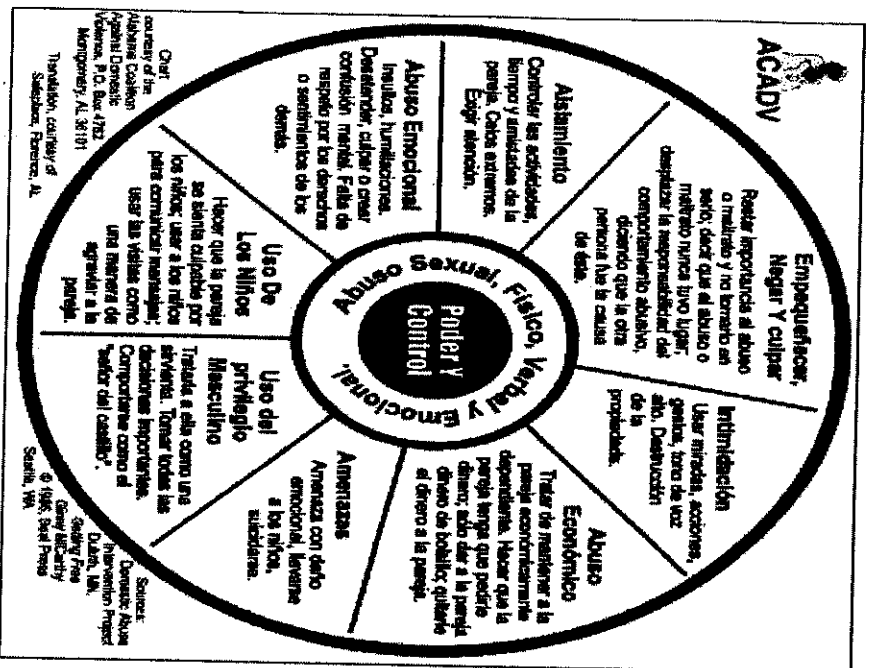 ACADV
Empequeñecer,
Negar Y culpar
Restar importancia al abuso
o maltrato y no tomarlo en
serio; decir que el abuso o
maltrato nunca tuvo lugar,
desplazar la responsabilidad del
comportamiento abusivo,
diciendo que la otra
persona fue la causa
de éste.
Intimidación
Usar miradas, acciones,
gestos, tono de voz
alto. Destrucción
de la
propiedads.
Abuso
Económico
Tratar de mantener a la
pareja económicamente
dependiente. Hacer que la
pareja tenga que pedirle
dinero; sólo dar a la pareja
dinero de bolsillo; quitarle
el dinero a la pareja.
Amenazas
Amenaza con daño
emocional, llevarse
a los niños,
suicidarse.
Uso del
privilegio
Masculino
Tratada a ella como una
sirvienta. Tomar todas las
decisiones importantes.
Comportarse como el
"señor del castillo".
Uso De
Los Niños
Hacer que la pareja
se sienta culpable por
los niños; usar a los niños
para comunicar mensajes;
usar las visitas como
una manera de
agraviar a la
pareja.
Abuso Emocional
Insultos, humillaciones.
Desatender, culpar o crear
confusión mental. Falta de
respeto por los derechos
o sentimientos de los
demás.
Aislamiento
Controlar las actividades,
tiempo y amistades de la
pareja. Celos extremos.
Exigir atención.
Abuso Sexual, Físico, Verbal y Emocional.
Poder y
Control
Chart
courtesy of the
Alabama Coalition
Against Domestic
Violence, P.O. Box 4762
Montgomery, AL 36101
Translation, courtesy of
Safeplace, Florence, AL
Sources:
Domestic Abuse
Intervention Project
Duluth, MN.
Getting Free
Ginny McCarthy
© 1986, Seal Press
Seattle, WA